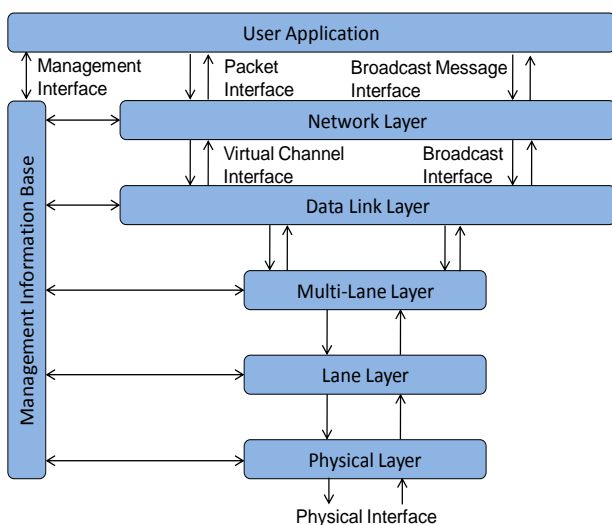 User Application
Management
Interface
Packet
Interface
Broadcast Message
Interface
Network Layer
Virtual Channel
Interface
Broadcast
Interface
Data Link Layer
Management Information Base
Multi-Lane Layer
Lane Layer
Physical Layer
Physical Interface